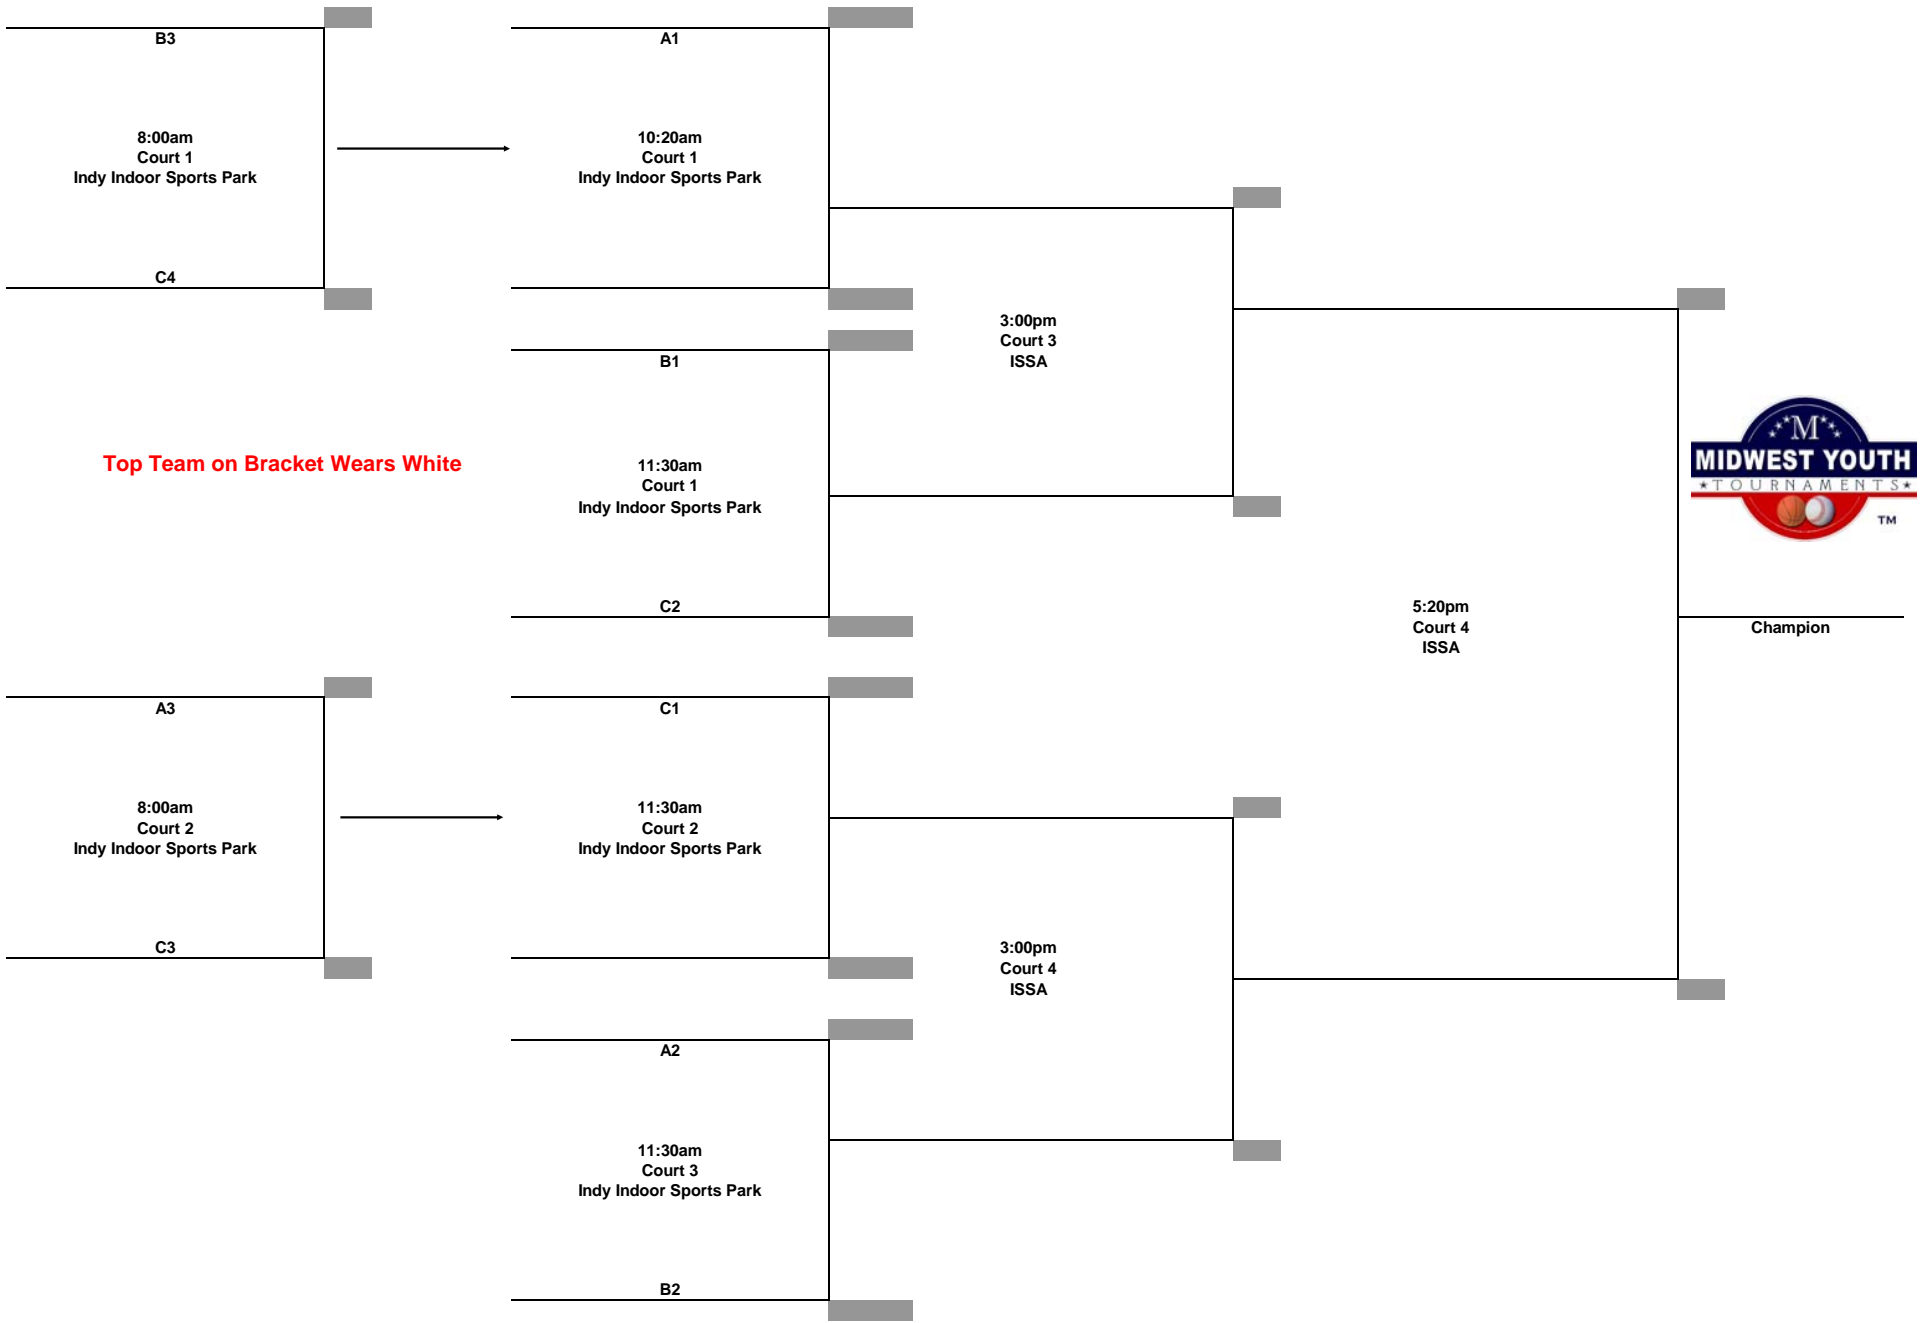 B3
8:00am
Court 1
Indy Indoor Sports Park
C4
A1
10:20am
Court 1
Indy Indoor Sports Park
B1
11:30am
Court 1
Indy Indoor Sports Park
C2
Top Team on Bracket Wears White
3:00pm
Court 3
ISSA
A3
8:00am
Court 2
Indy Indoor Sports Park
C3
C1
11:30am
Court 2
Indy Indoor Sports Park
A2
11:30am
Court 3
Indy Indoor Sports Park
B2
3:00pm
Court 4
ISSA
5:20pm
Court 4
ISSA
M
MIDWEST YOUTH
★TOURNAMENTS★
TM
Champion